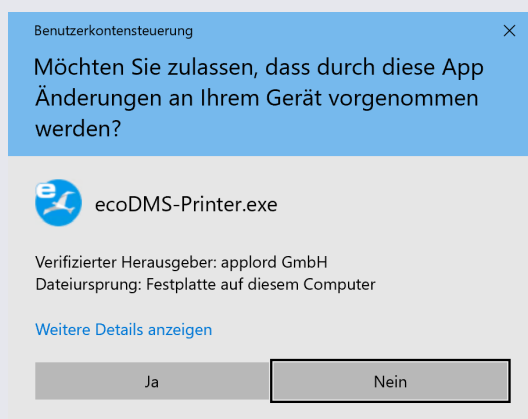 Benutzerkontensteuerung
Möchten Sie zulassen, dass durch diese App
Änderungen an Ihrem Gerät vorgenommen
werden?
e
ecoDMS-Printer.exe
Verifizierter Herausgeber: applord GmbH
Dateiursprung: Festplatte auf diesem Computer
Weitere Details anzeigen
Ja Nein